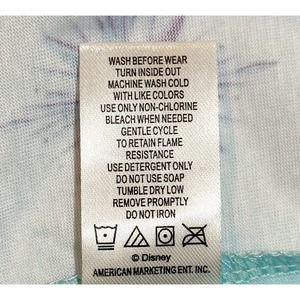 WASH BEFORE WEAR
TURN INSIDE OUT
MACHINE WASH COLD
WITH LIKE COLORS
USE ONLY NON-CHLORINE
BLEACH WHEN NEEDED
GENTLE CYCLE
TO RETAIN FLAME
RESISTANCE
USE DETERGENT ONLY
DO NOT USE SOAP
TUMBLE DRY LOW
REMOVE PROMPTLY
DO NOT IRON
© Disney
AMERICAN MARKETING ENT. INC.